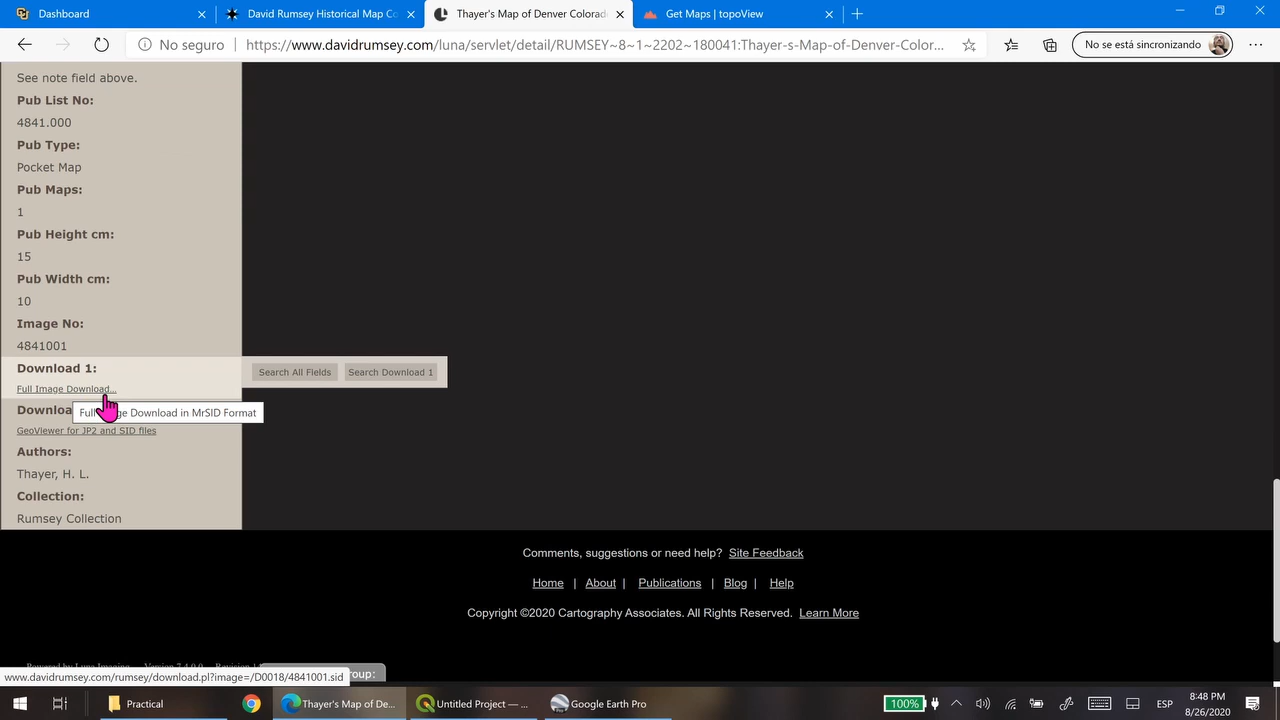 Dashboard
David Rumsey Historical Map Co
Thayer's Map of Denver Colorado
Get Maps | topoView
No seguro
https://www.davidrumsey.com/luna/servlet/detail/RUMSEY~8~1~2202~180041:Thayer-s-Map-of-Denver-Color...
No se está sincronizando
See note field above.
Pub List No:
4841.000
Pub Type:
Pocket Map
Pub Maps:
1
Pub Height cm:
15
Pub Width cm:
10
Image No:
4841001
Download 1:
Search All Fields
Search Download 1
Full Image Download...
Full Image Download in MrSID Format
GeoViewer for JP2 and SID files
Authors:
Thayer, H. L.
Collection:
Rumsey Collection
Comments, suggestions or need help? Site Feedback
Home | About | Publications | Blog | Help
Copyright ©2020 Cartography Associates. All Rights Reserved. Learn More
roup:
www.davidrumsey.com/rumsey/download.pl?image=/D0018/4841001.sid
Practical
Thayer's Map of De...
Untitled Project — ...
Google Earth Pro
100%
ESP
8:48 PM
8/26/2020